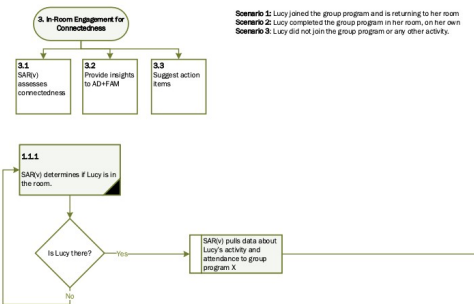 3. In-Room Engagement for
Connectedness
Scenario 1: Lucy joined the group program and is returning to her room
Scenario 2: Lucy completed the group program in her room, on her own
Scenario 3: Lucy did not join the group program or any other activity.
3.1
SAR(v)
assesses
connectedness
3.2
Provide insights
to AD+FAM
3.3
Suggest action
items
1.1.1
SAR(v) determines if Lucy is in
the room.
Is Lucy there?
Yes
SAR(v) pulls data about
Lucy's activity and
attendance to group
program X
No